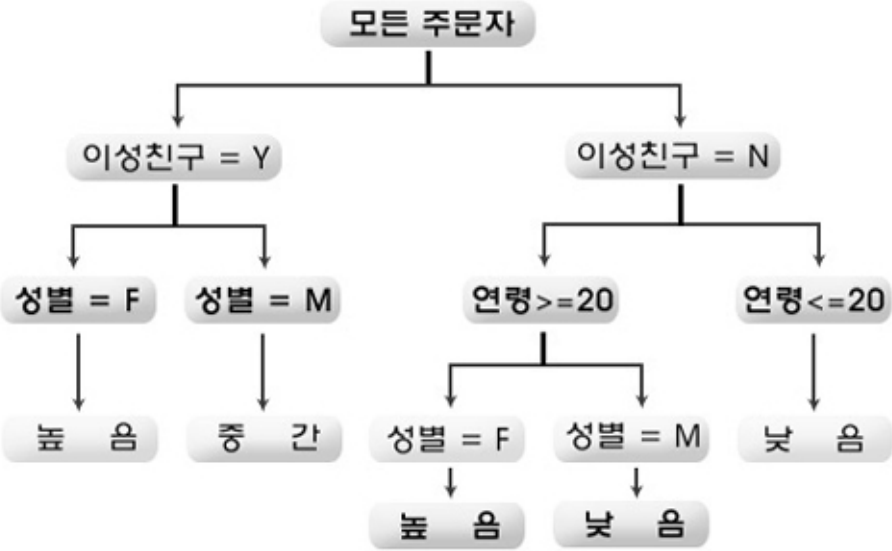 모든 주문자
이성친구 = Y
이성친구 = N
성별 = F
성별 = M
연령>=20
연령<=20
높 음
중 간
성별 = F
성별 = M
낮 음
높 음
낮 음